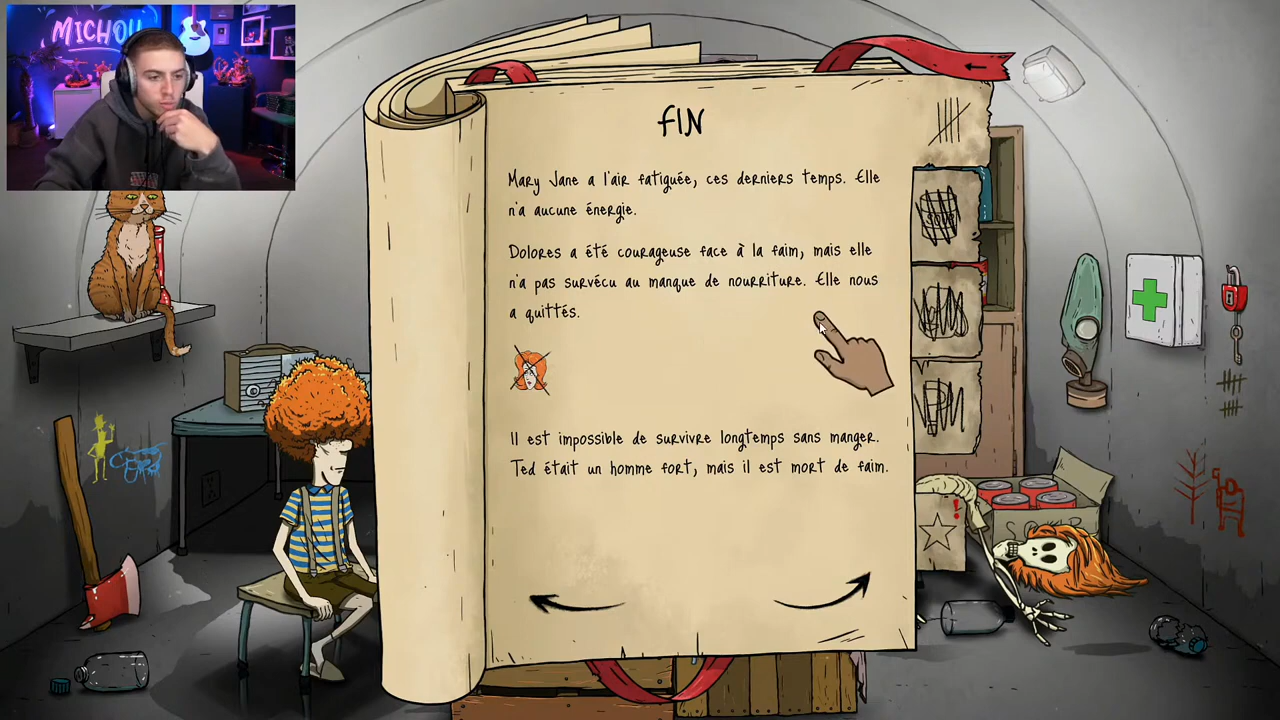 MICHOU
FIN
Mary Jane a l'air fatiguée, ces derniers temps. Elle
n'a aucune énergie.
Dolores a été courageuse face à la faim, mais elle
n'a pas survécu au manque de nourriture. Elle nous
a quittés.
Il est impossible de survivre longtemps sans manger.
Ted était un homme fort, mais il est mort de faim.
SOUP